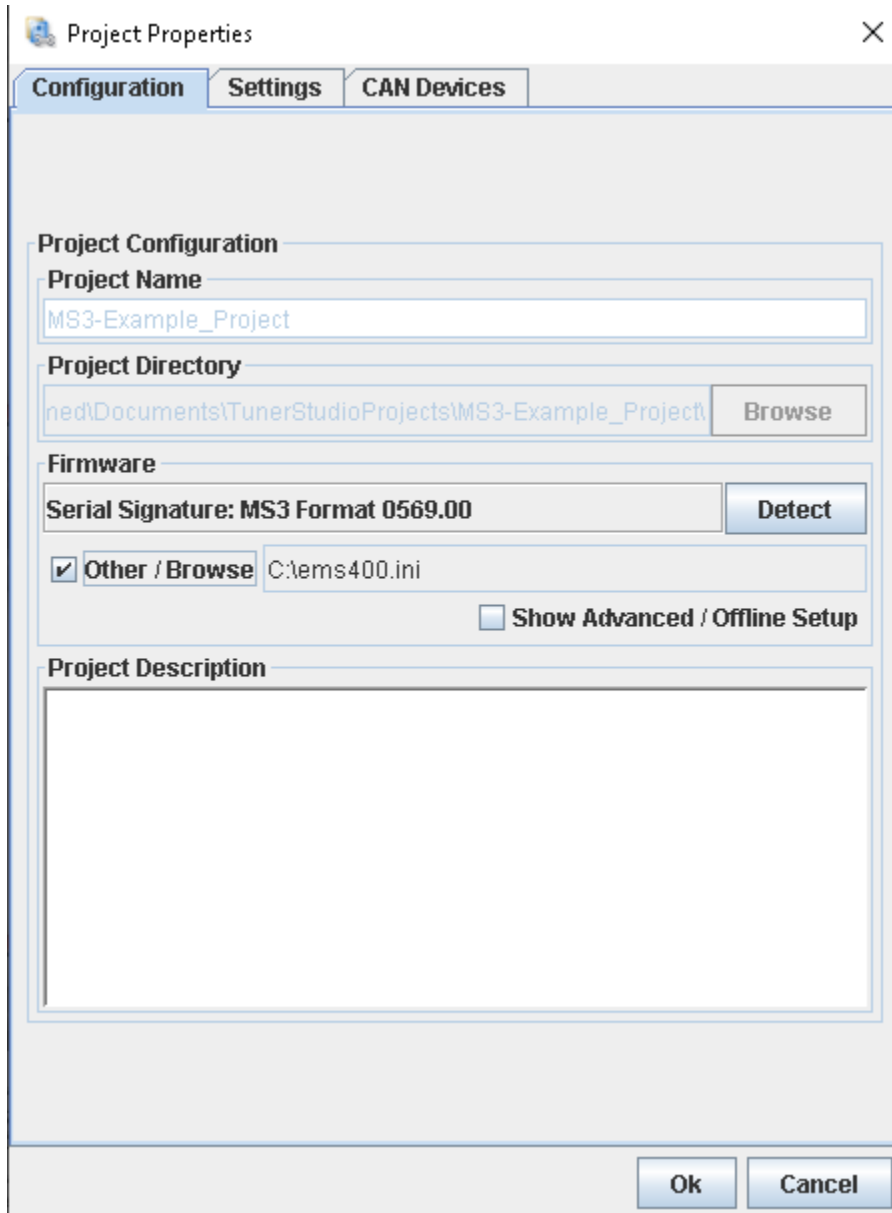 Project Properties
Configuration Settings CAN Devices
Project Configuration
Project Name
MS3-Example_Project
Project Directory
ned\Documents\TunerStudioProjects\MS3-Example_Project\ Browse
Firmware
Serial Signature: MS3 Format 0569.00 Detect
Other / Browse C:\ems400.ini
Show Advanced / Offline Setup
Project Description
Ok Cancel